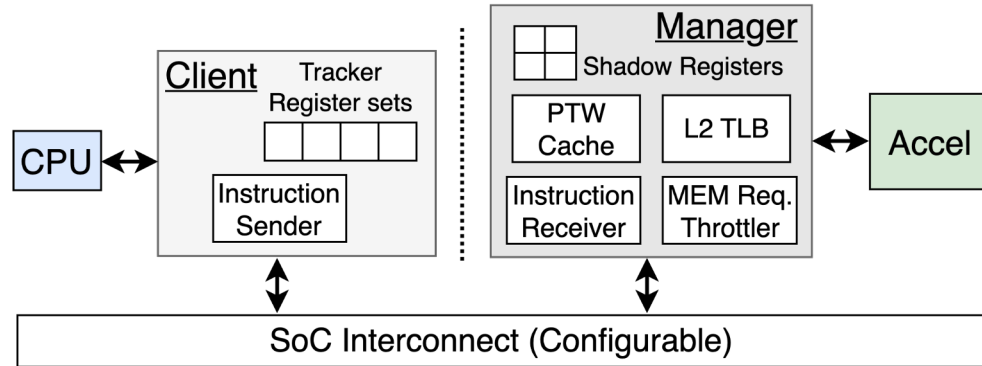 CPU
Client
Tracker
Register sets
Instruction
Sender
Manager
Shadow Registers
PTW
Cache
L2 TLB
Instruction
Receiver
MEM Req.
Throttler
Accel
SoC Interconnect (Configurable)